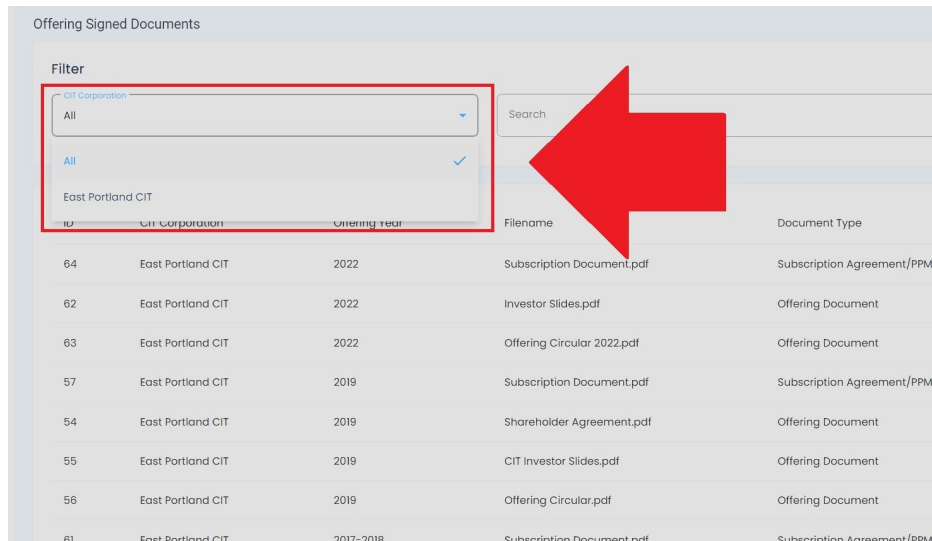 Offering Signed Documents
Filter
CIT Corporation
All
Search
All
East Portland CIT
ID CIT Corporation Offering Year Filename Document Type
64 East Portland CIT 2022 Subscription Document.pdf Subscription Agreement/PPM
62 East Portland CIT 2022 Investor Slides.pdf Offering Document
63 East Portland CIT 2022 Offering Circular 2022.pdf Offering Document
57 East Portland CIT 2019 Subscription Document.pdf Subscription Agreement/PPM
54 East Portland CIT 2019 Shareholder Agreement.pdf Offering Document
55 East Portland CIT 2019 CIT Investor Slides.pdf Offering Document
56 East Portland CIT 2019 Offering Circular.pdf Offering Document
61 East Portland CIT 2017-2018 Subscription Document.pdf Subscription Agreement/PPM